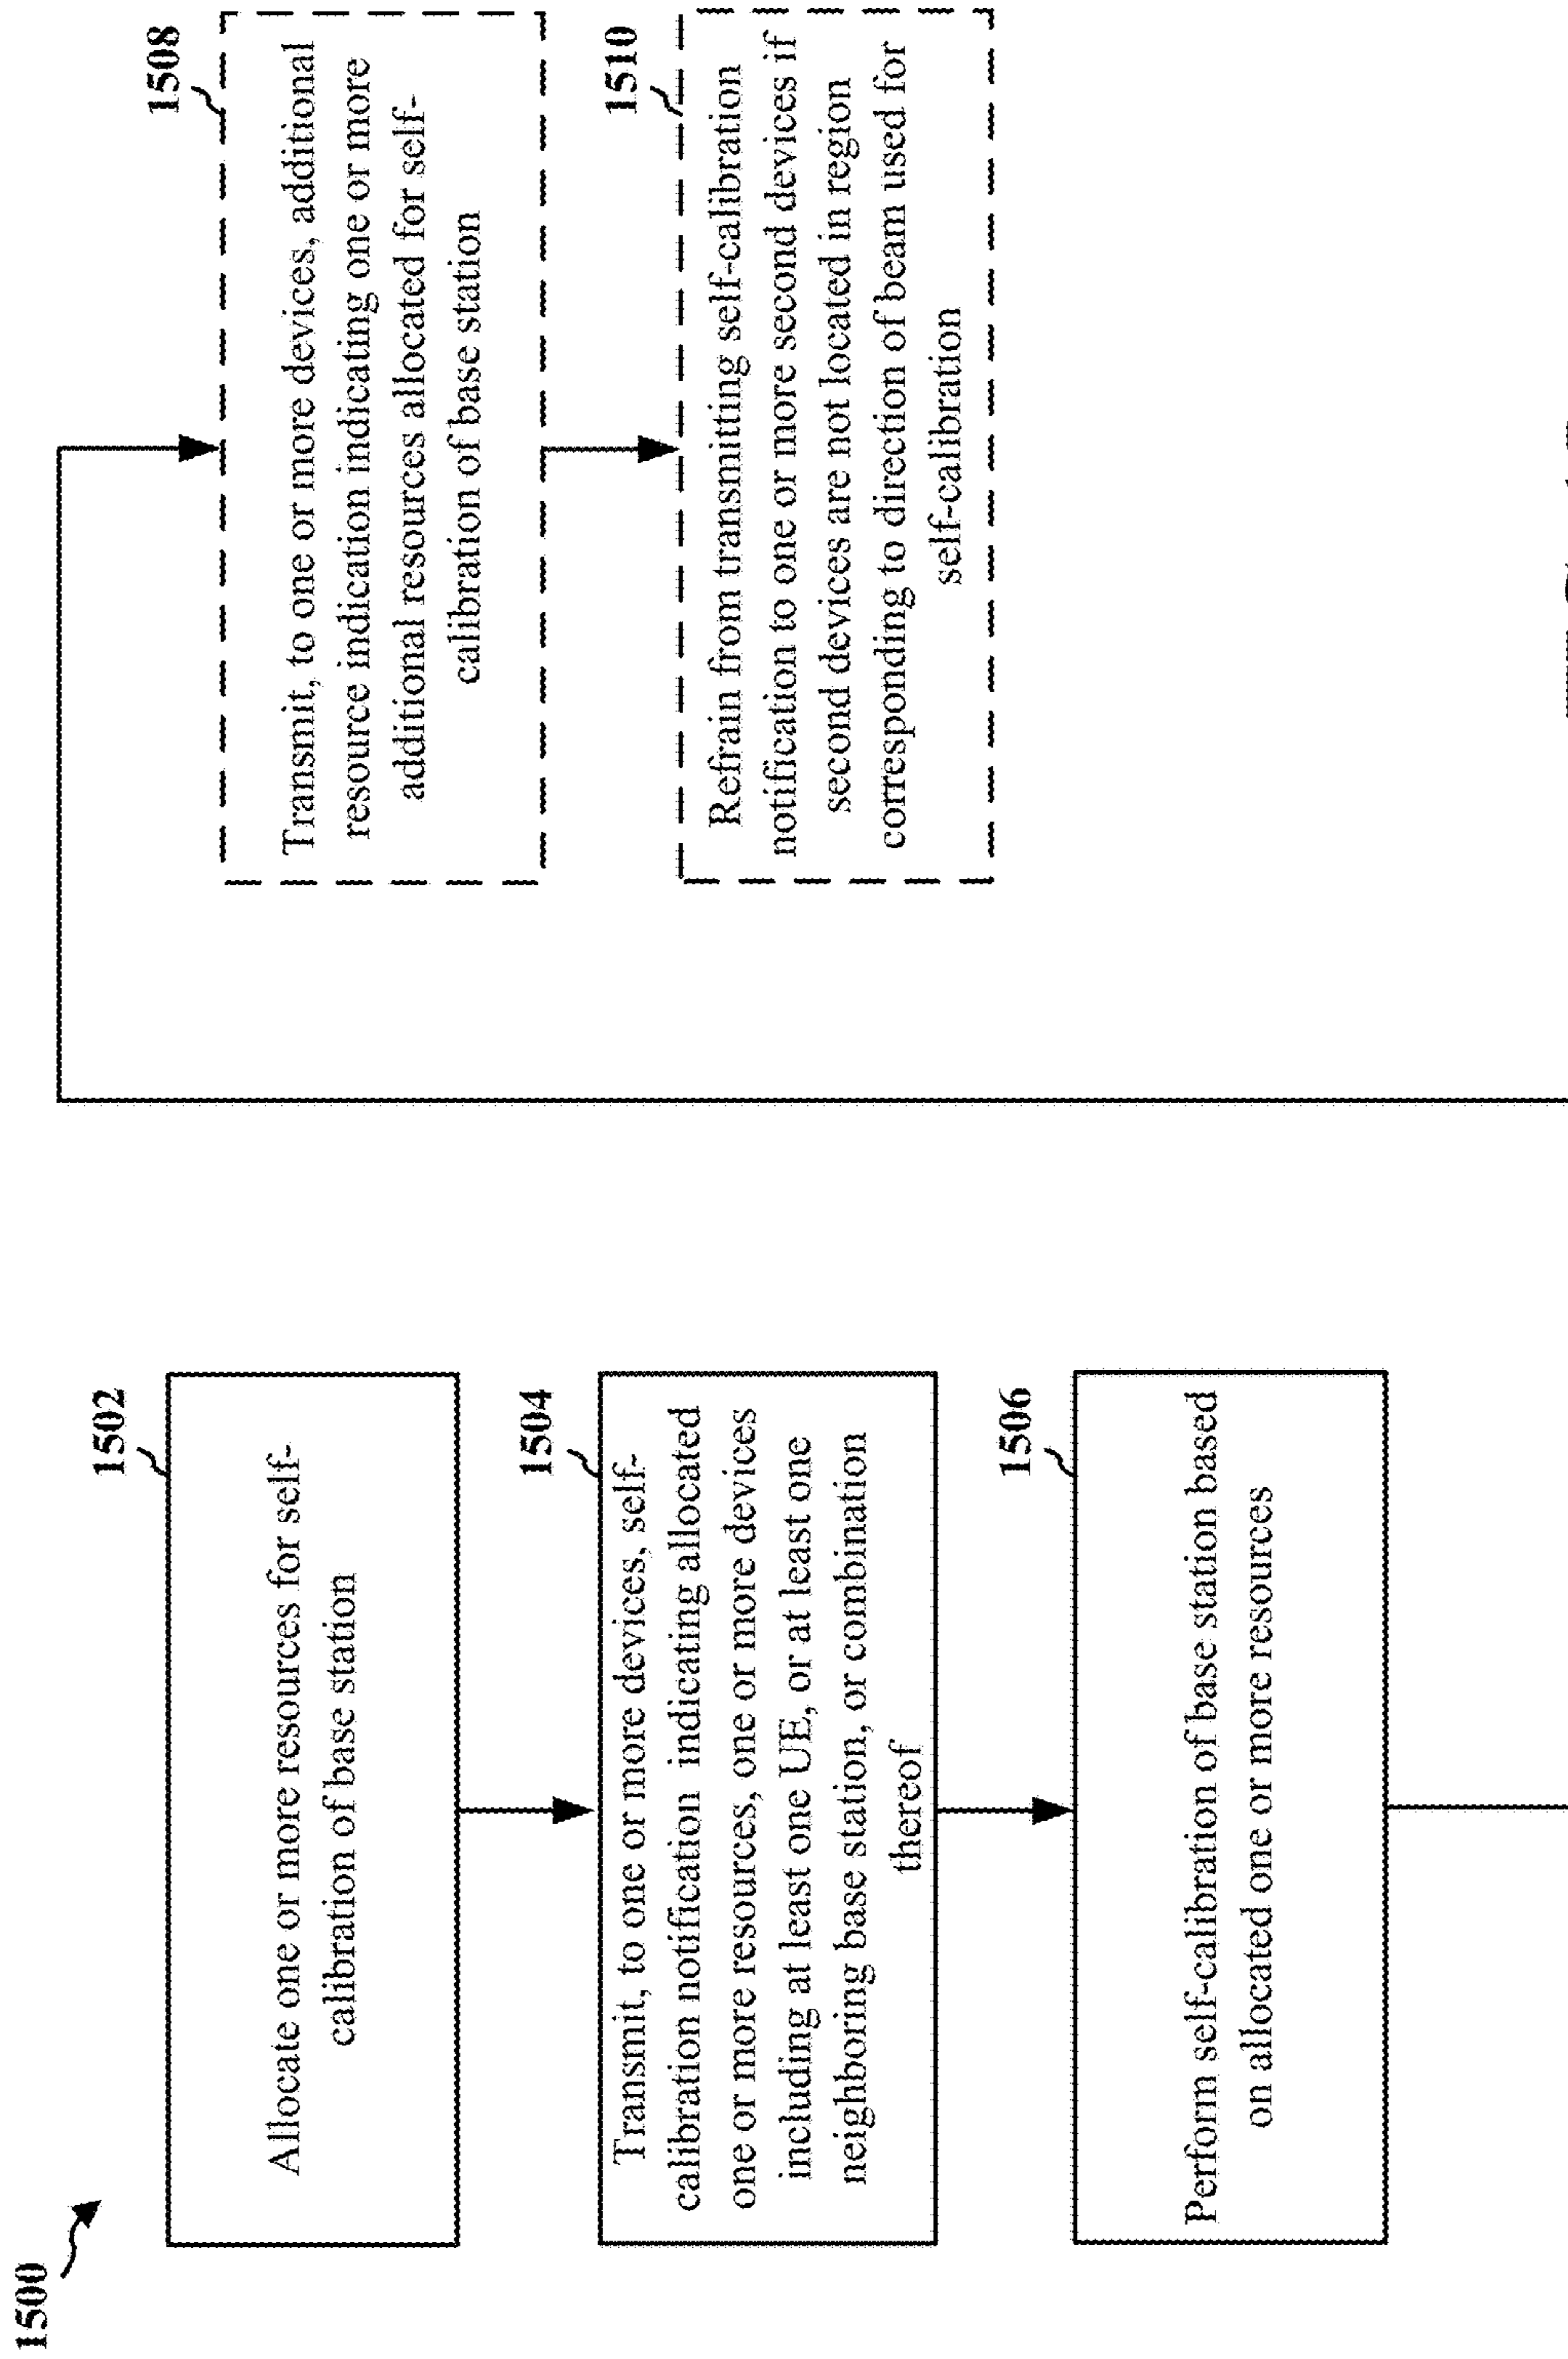 1500
1502
Allocate one or more resources for self-
calibration of base station
1504
Transmit, to one or more devices, self-
calibration notification indicating allocated
one or more resources, one or more devices
including at least one UE, or at least one
neighboring base station, or combination
thereof
1506
Perform self-calibration of base station based
on allocated one or more resources
1508
Transmit, to one or more devices, additional
resource indication indicating one or more
additional resources allocated for self-
calibration of base station
1510
Refrain from transmitting self-calibration
notification to one or more second devices if
second devices are not located in region
corresponding to direction of beam used for
self-calibration